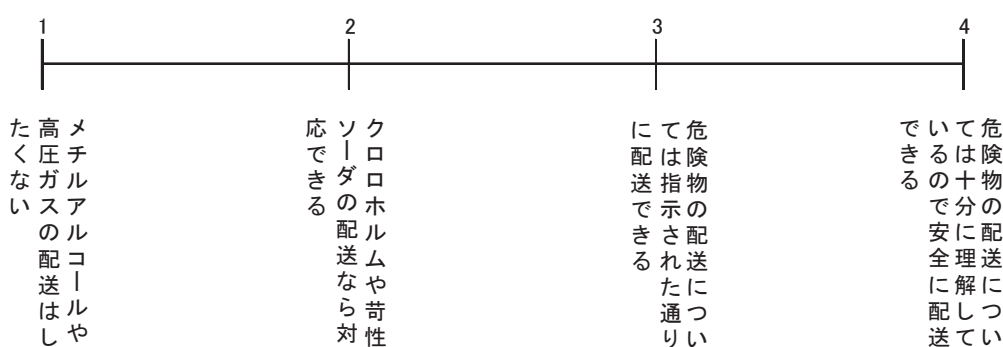 1
2
3
4
メチルアルコールや
高圧ガスの配送はし
たくない
クロロホルムや苛性
ソーダの配送なら対
応できる
危険物の配送につい
ては指示された通り
に配送できる
危険物の配送につい
ては十分に理解して
いるので安全に配送
できる